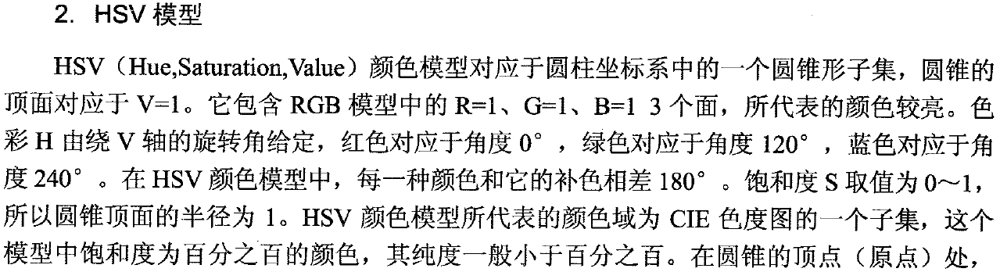 2. HSV 模型
HSV（Hue,Saturation,Value）颜色模型对应于圆柱坐标系中的一个圆锥形子集，圆锥的
顶面对应于 V=1。它包含 RGB 模型中的 R=1、G=1、B=1 3 个面，所代表的颜色较亮。色
彩 H 由绕 V 轴的旋转角给定，红色对应于角度 0°，绿色对应于角度 120°，蓝色对应于角
度 240°。在 HSV 颜色模型中，每一种颜色和它的补色相差 180°。饱和度 S 取值为 0～1，
所以圆锥顶面的半径为 1。HSV 颜色模型所代表的颜色域为 CIE 色度图的一个子集，这个
模型中饱和度为百分之百的颜色，其纯度一般小于百分之百。在圆锥的顶点（原点）处，